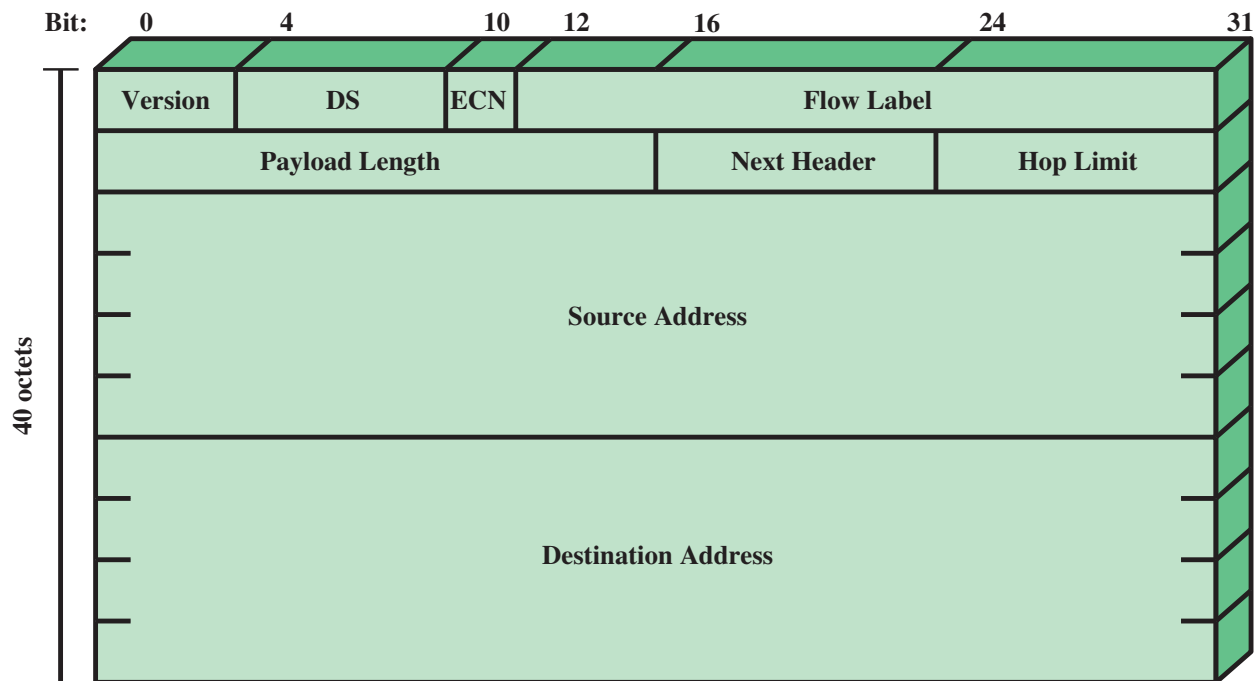 Bit: 0 4 10 12 16 24 31
Version DS ECN Flow Label
Payload Length Next Header Hop Limit
Source Address
40 octets
Destination Address